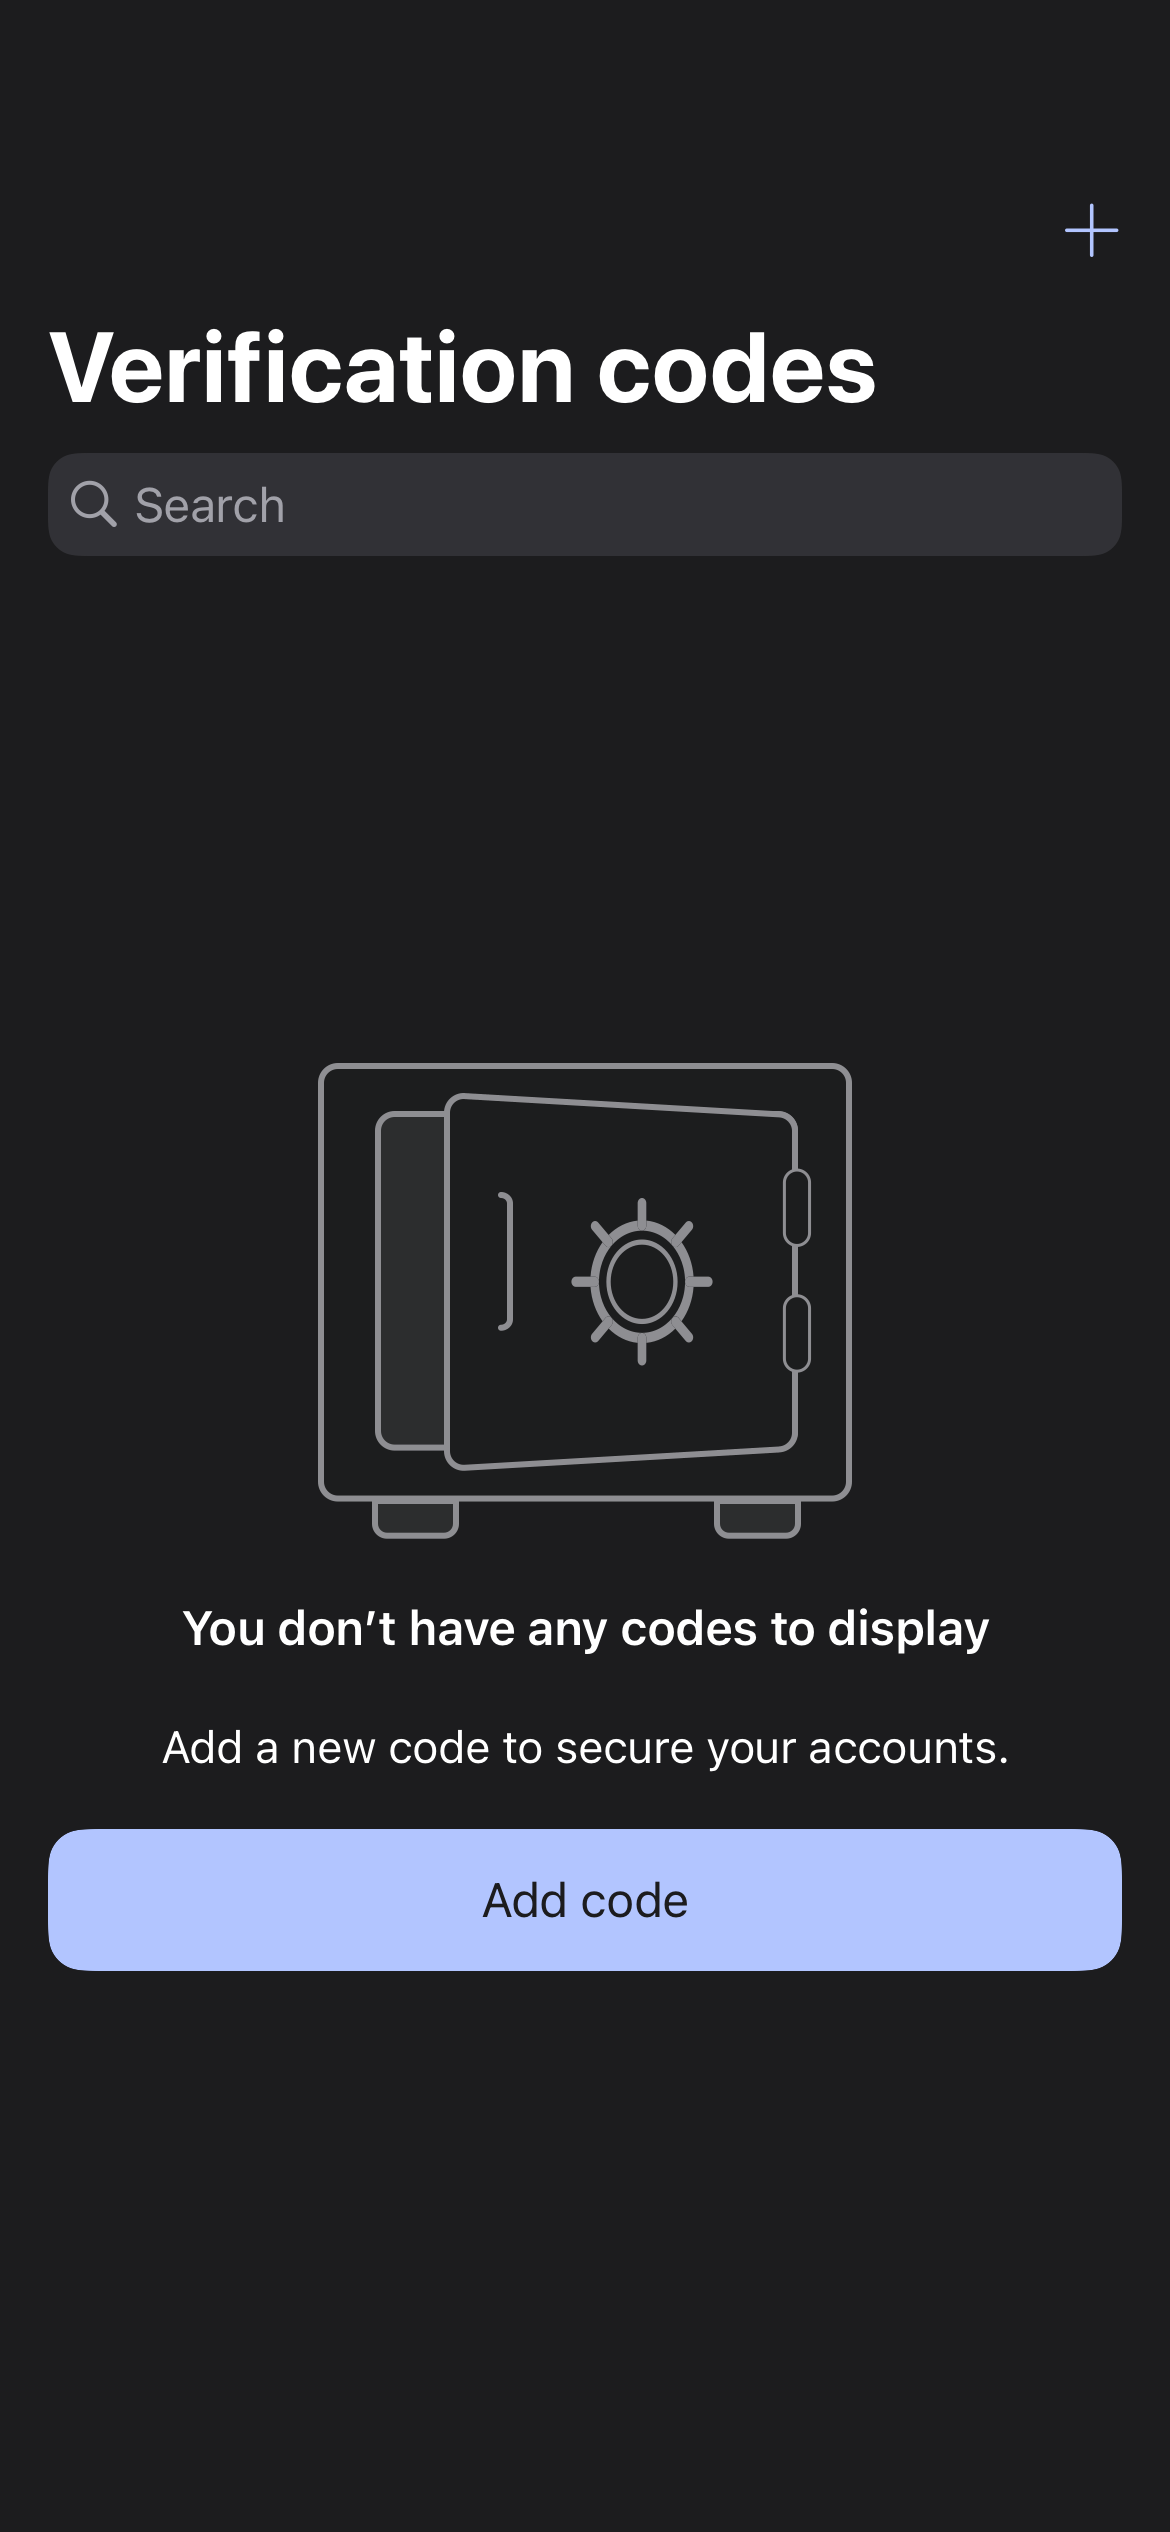 Verification codes
Search
You don’t have any codes to display
Add a new code to secure your accounts.
Add code